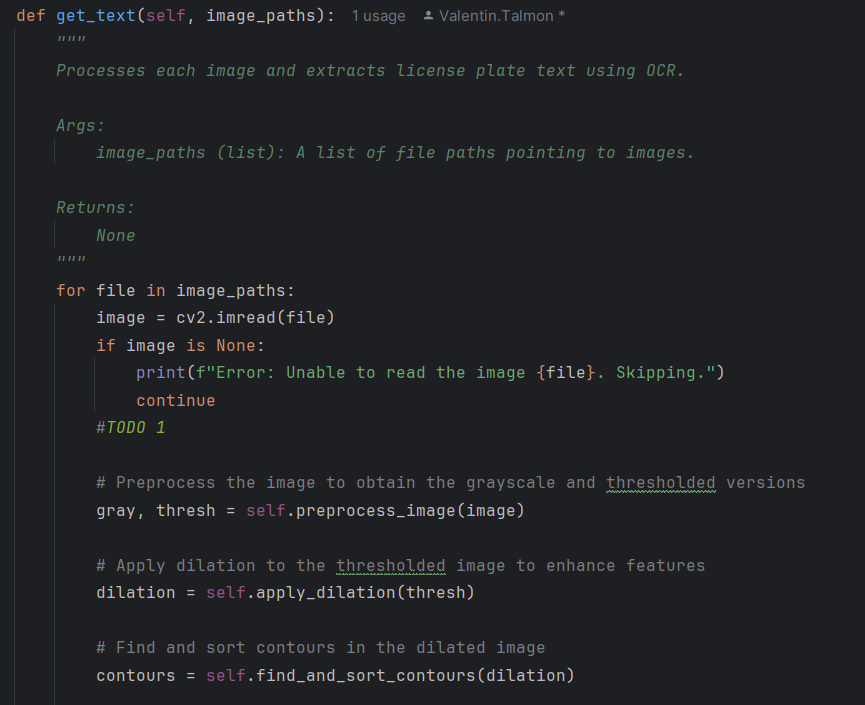 def get_text(self, image_paths): 1 usage Valentin.Talmon *
"""
Processes each image and extracts license plate text using OCR.
Args:
image_paths (list): A list of file paths pointing to images.
Returns:
None
"""
for file in image_paths:
image = cv2.imread(file)
if image is None:
print(f"Error: Unable to read the image {file}. Skipping.")
continue
#TODO 1
# Preprocess the image to obtain the grayscale and thresholded versions
gray, thresh = self.preprocess_image(image)
# Apply dilation to the thresholded image to enhance features
dilation = self.apply_dilation(thresh)
# Find and sort contours in the dilated image
contours = self.find_and_sort_contours(dilation)